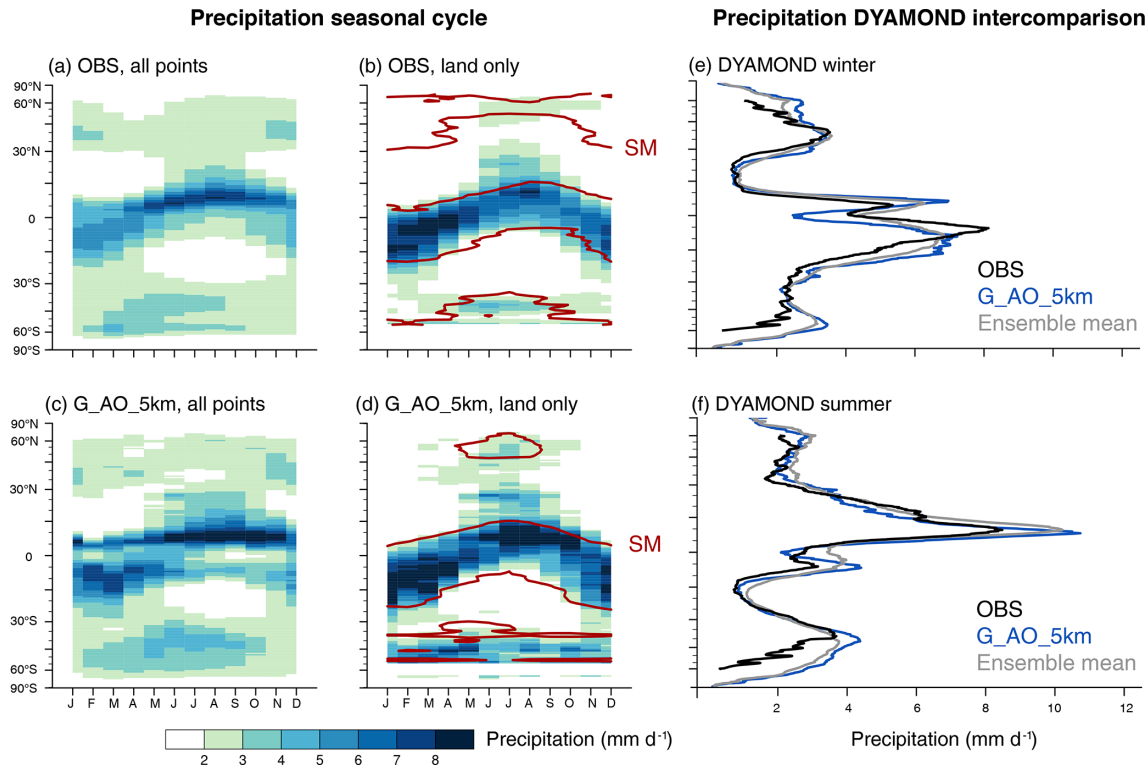 Precipitation seasonal cycle
Precipitation DYAMOND intercomparison
(a) OBS, all points
(b) OBS, land only
(e) DYAMOND winter
90°N
60°N
30°N
0
30°S
60°S
90°S
SM
OBS
G_AO_5km
Ensemble mean
(c) G_AO_5km, all points
(d) G_AO_5km, land only
(f) DYAMOND summer
90°N
60°N
30°N
0
30°S
60°S
90°S
SM
OBS
G_AO_5km
Ensemble mean
J F M A M J J A S O N D
J F M A M J J A S O N D
2 4 6 8 10 12
Precipitation (mm d-1)
2 3 4 5 6 7 8
Precipitation (mm d-1)